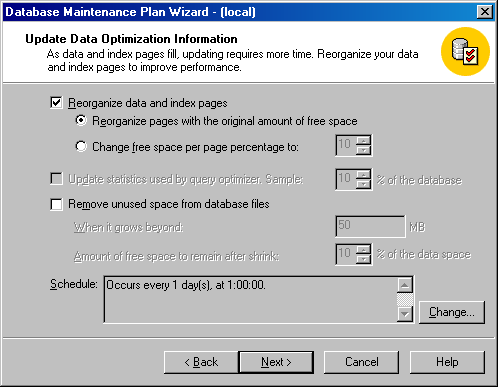 Database Maintenance Plan Wizard - (local)
Update Data Optimization Information
As data and index pages fill, updating requires more time. Reorganize your data
and index pages to improve performance.
Reorganize data and index pages
Reorganize pages with the original amount of free space
Change free space per page percentage to: 10
Update statistics used by query optimizer. Sample: 10 % of the database
Remove unused space from database files
When it grows beyond: 50 MB
Amount of free space to remain after shrink: 10 % of the data space
Schedule: Occurs every 1 day(s), at 1:00:00.
Change...
< Back Next > Cancel Help